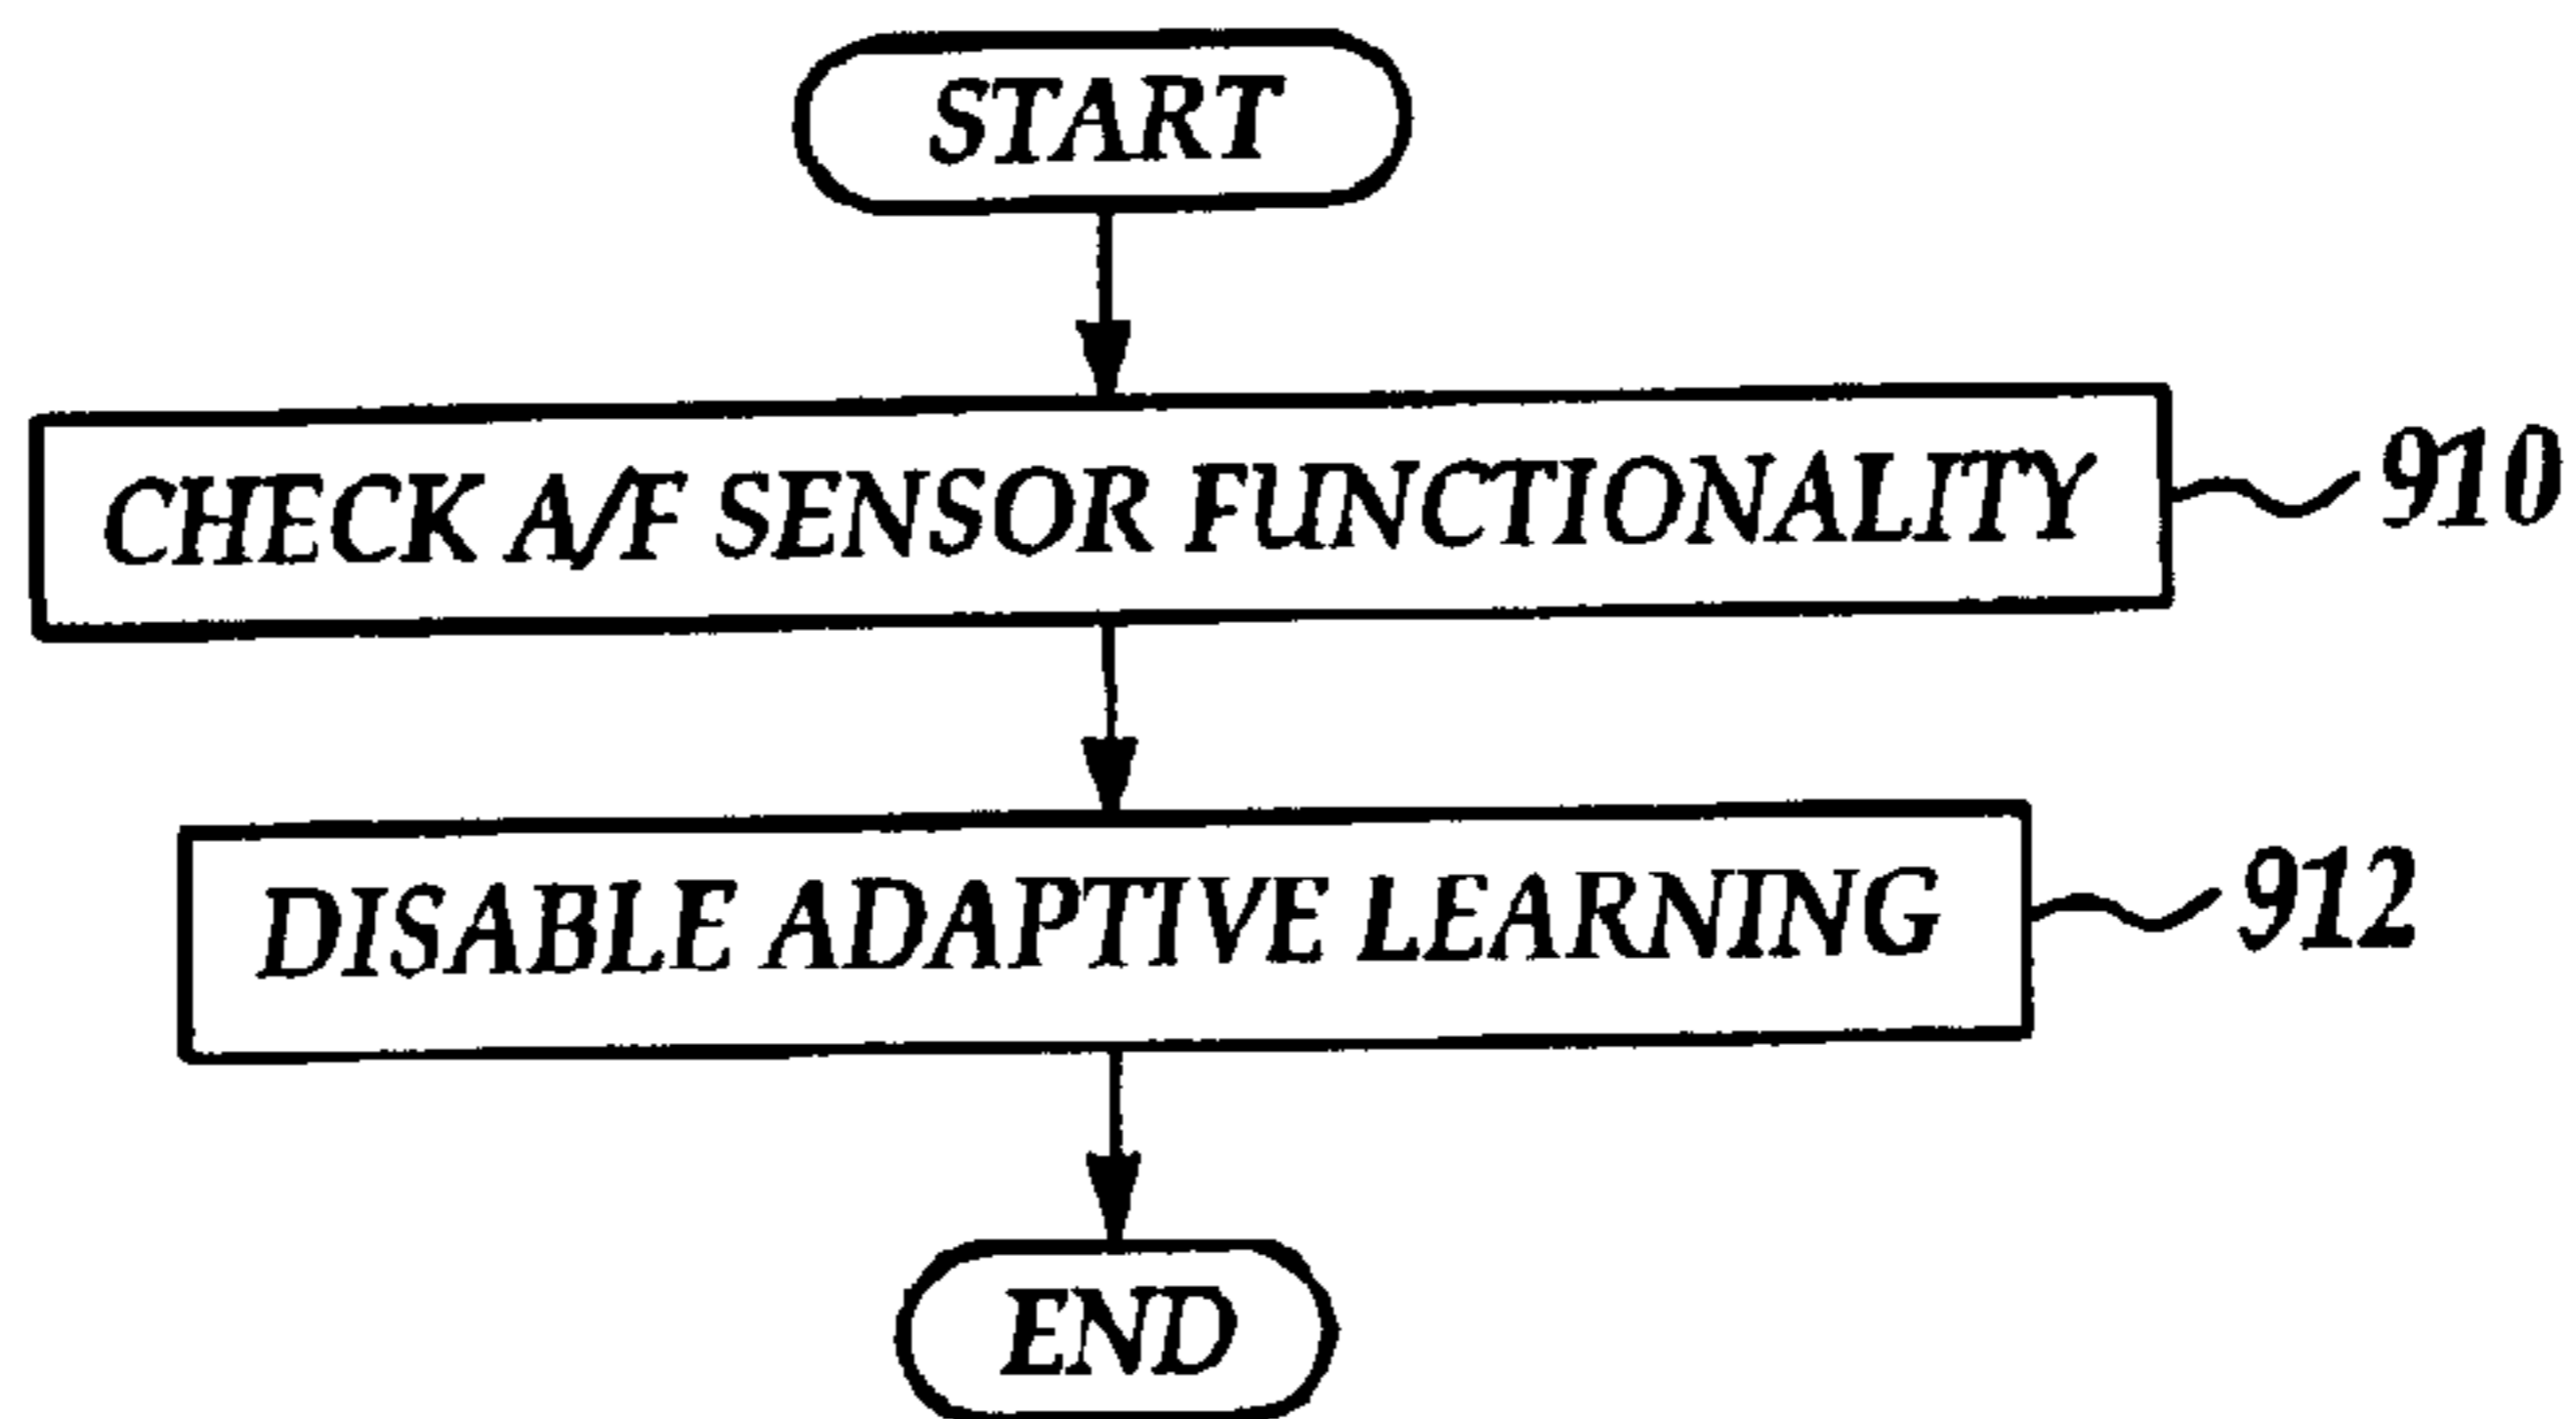 START
CHECK A/F SENSOR FUNCTIONALITY
910
DISABLE ADAPTIVE LEARNING
912
END